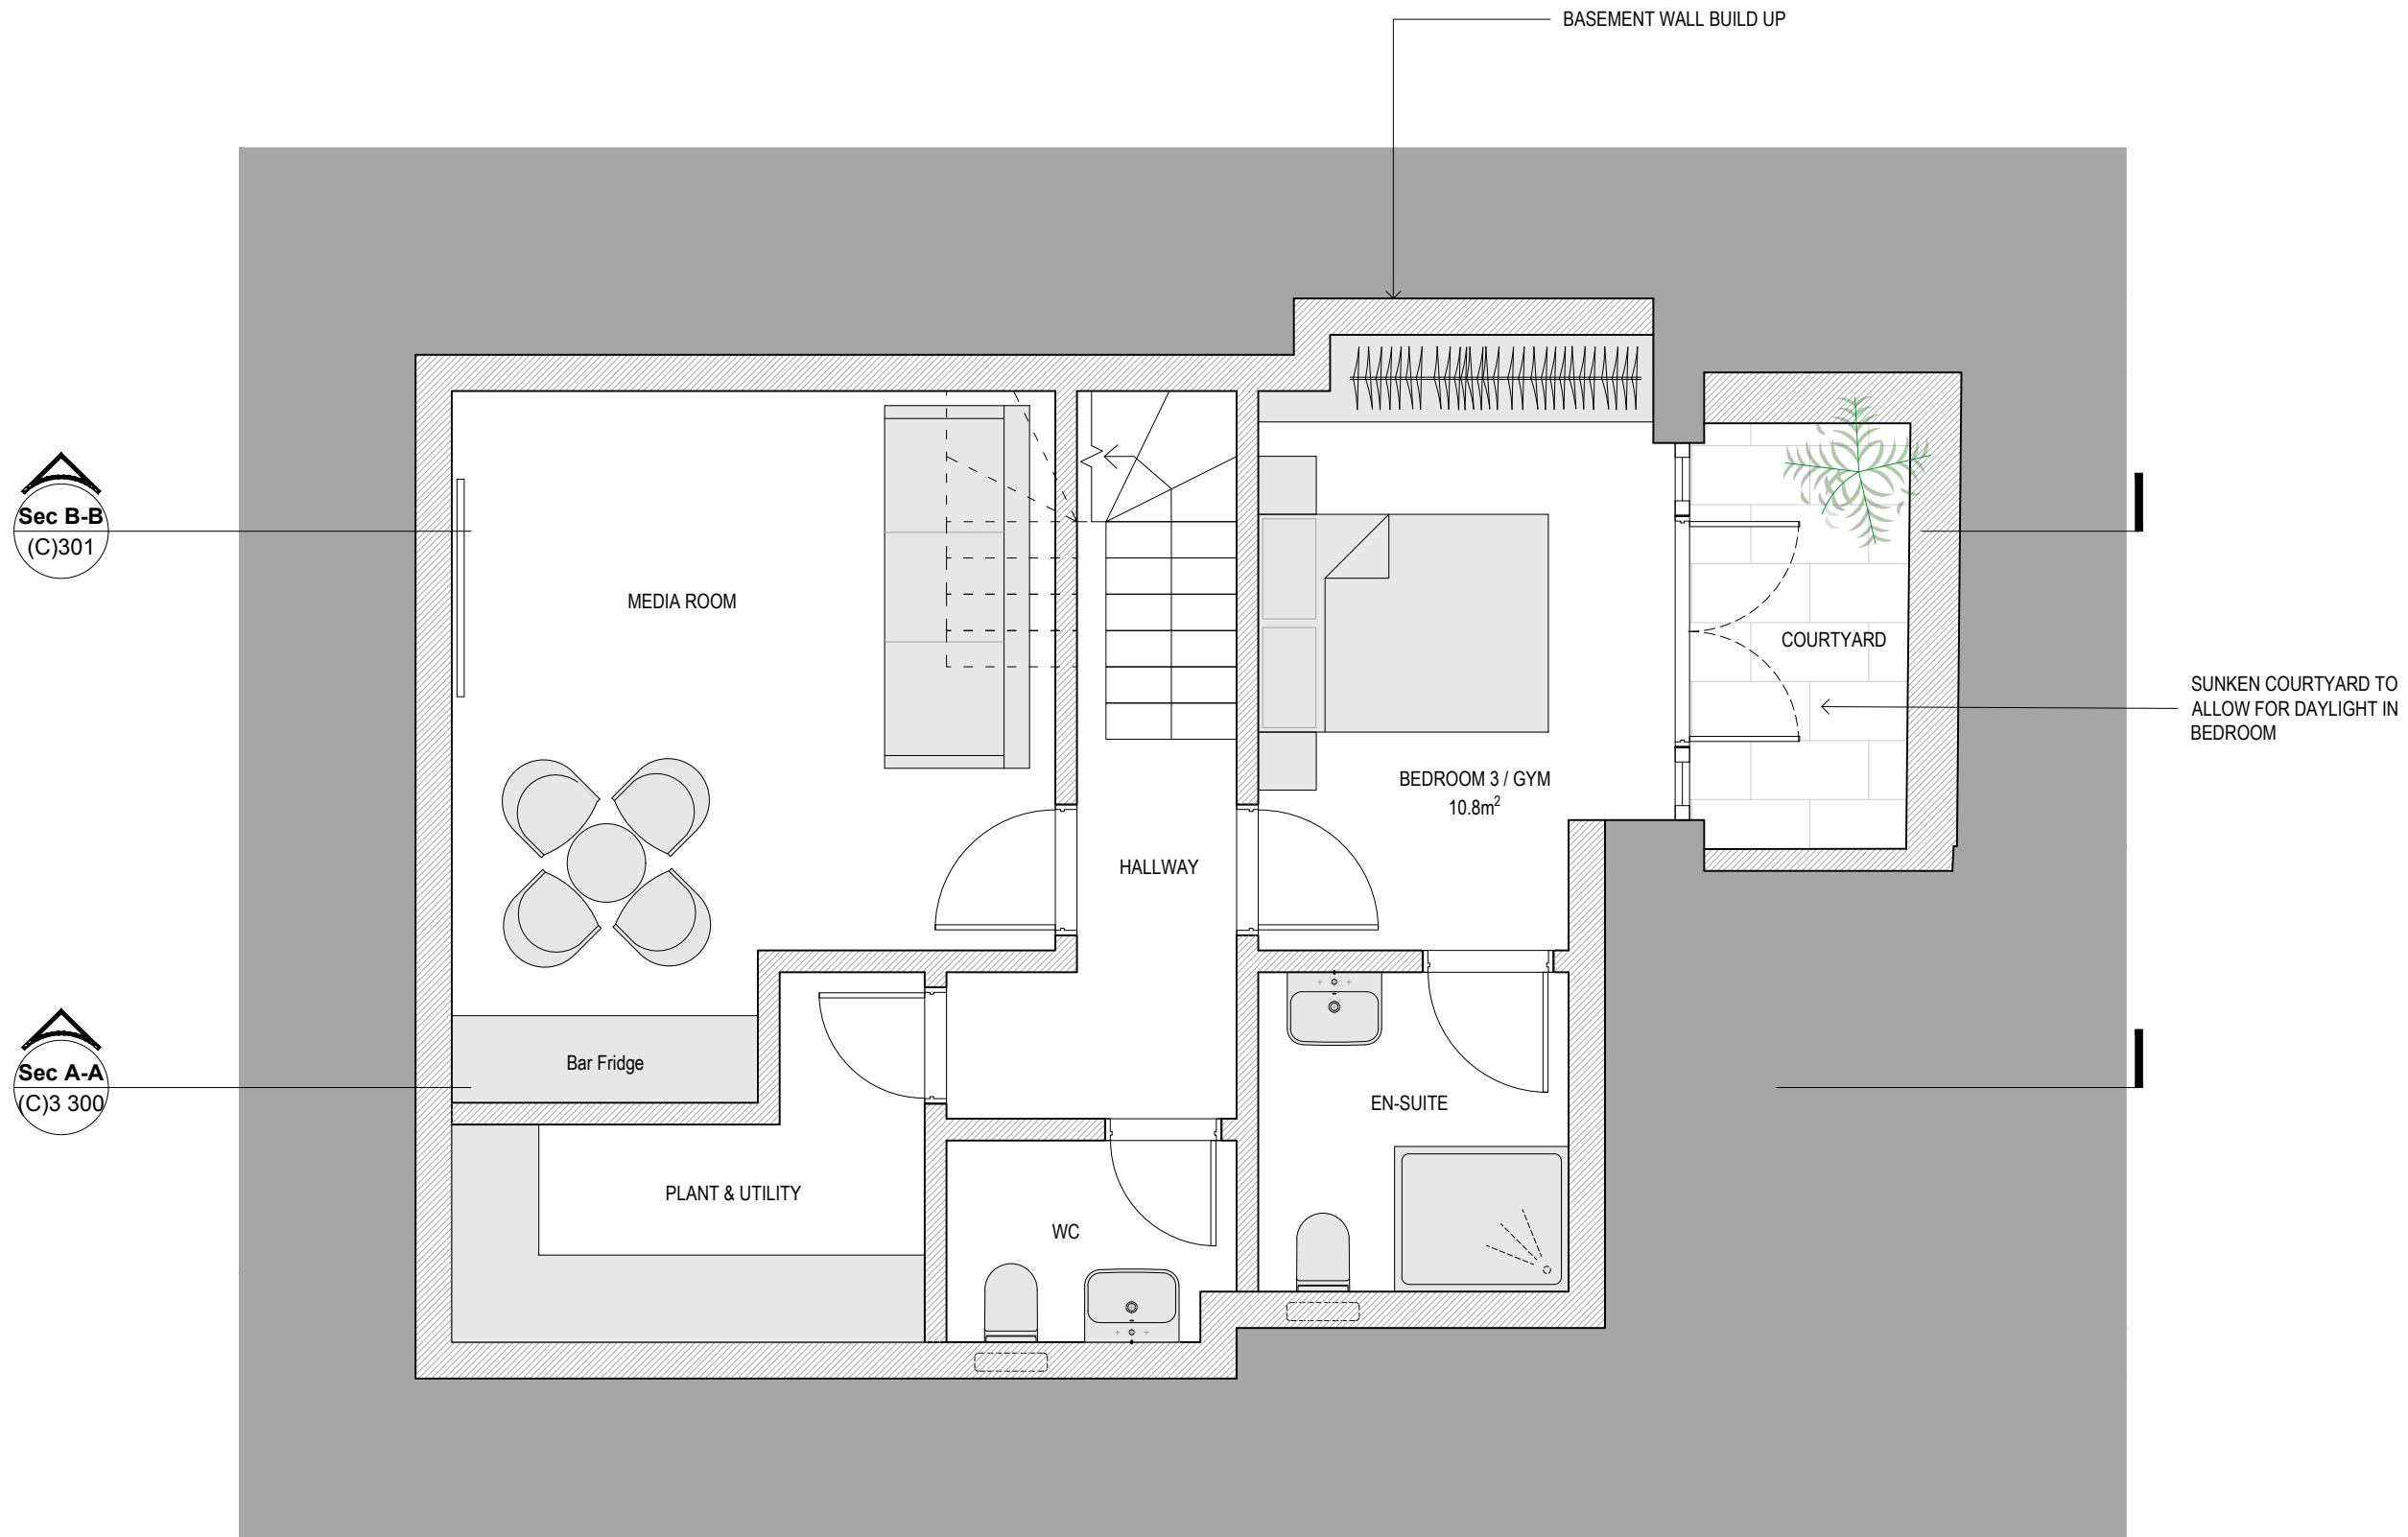 BASEMENT WALL BUILD UP
Sec B-B
(C)301
MEDIA ROOM
COURTYARD
SUNKEN COURTYARD TO
ALLOW FOR DAYLIGHT IN
BEDROOM
BEDROOM 3 / GYM
10.8m²
HALLWAY
Bar Fridge
Sec A-A
(C)3 300
EN-SUITE
PLANT & UTILITY
WC